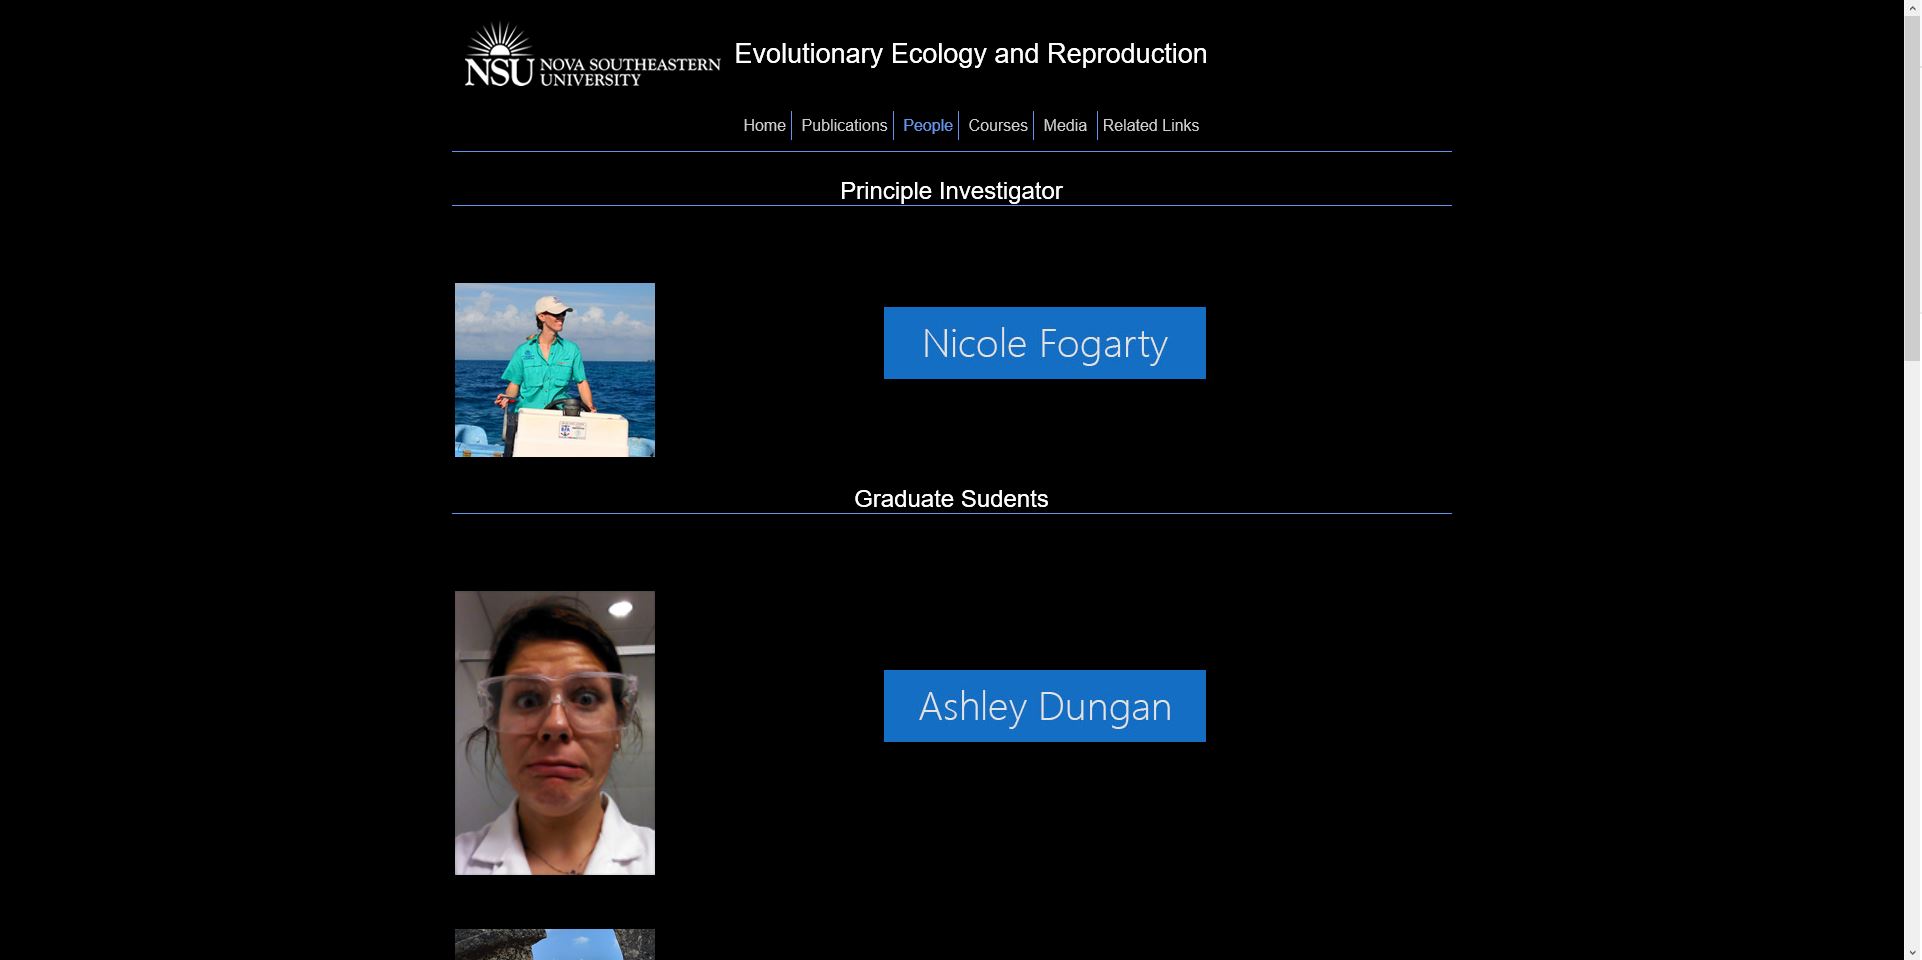 NSU NOVA SOUTHEASTERN
UNIVERSITY
Evolutionary Ecology and Reproduction
Home Publications People Courses Media Related Links
Principle Investigator
Nicole Fogarty
Graduate Sudents
Ashley Dungan